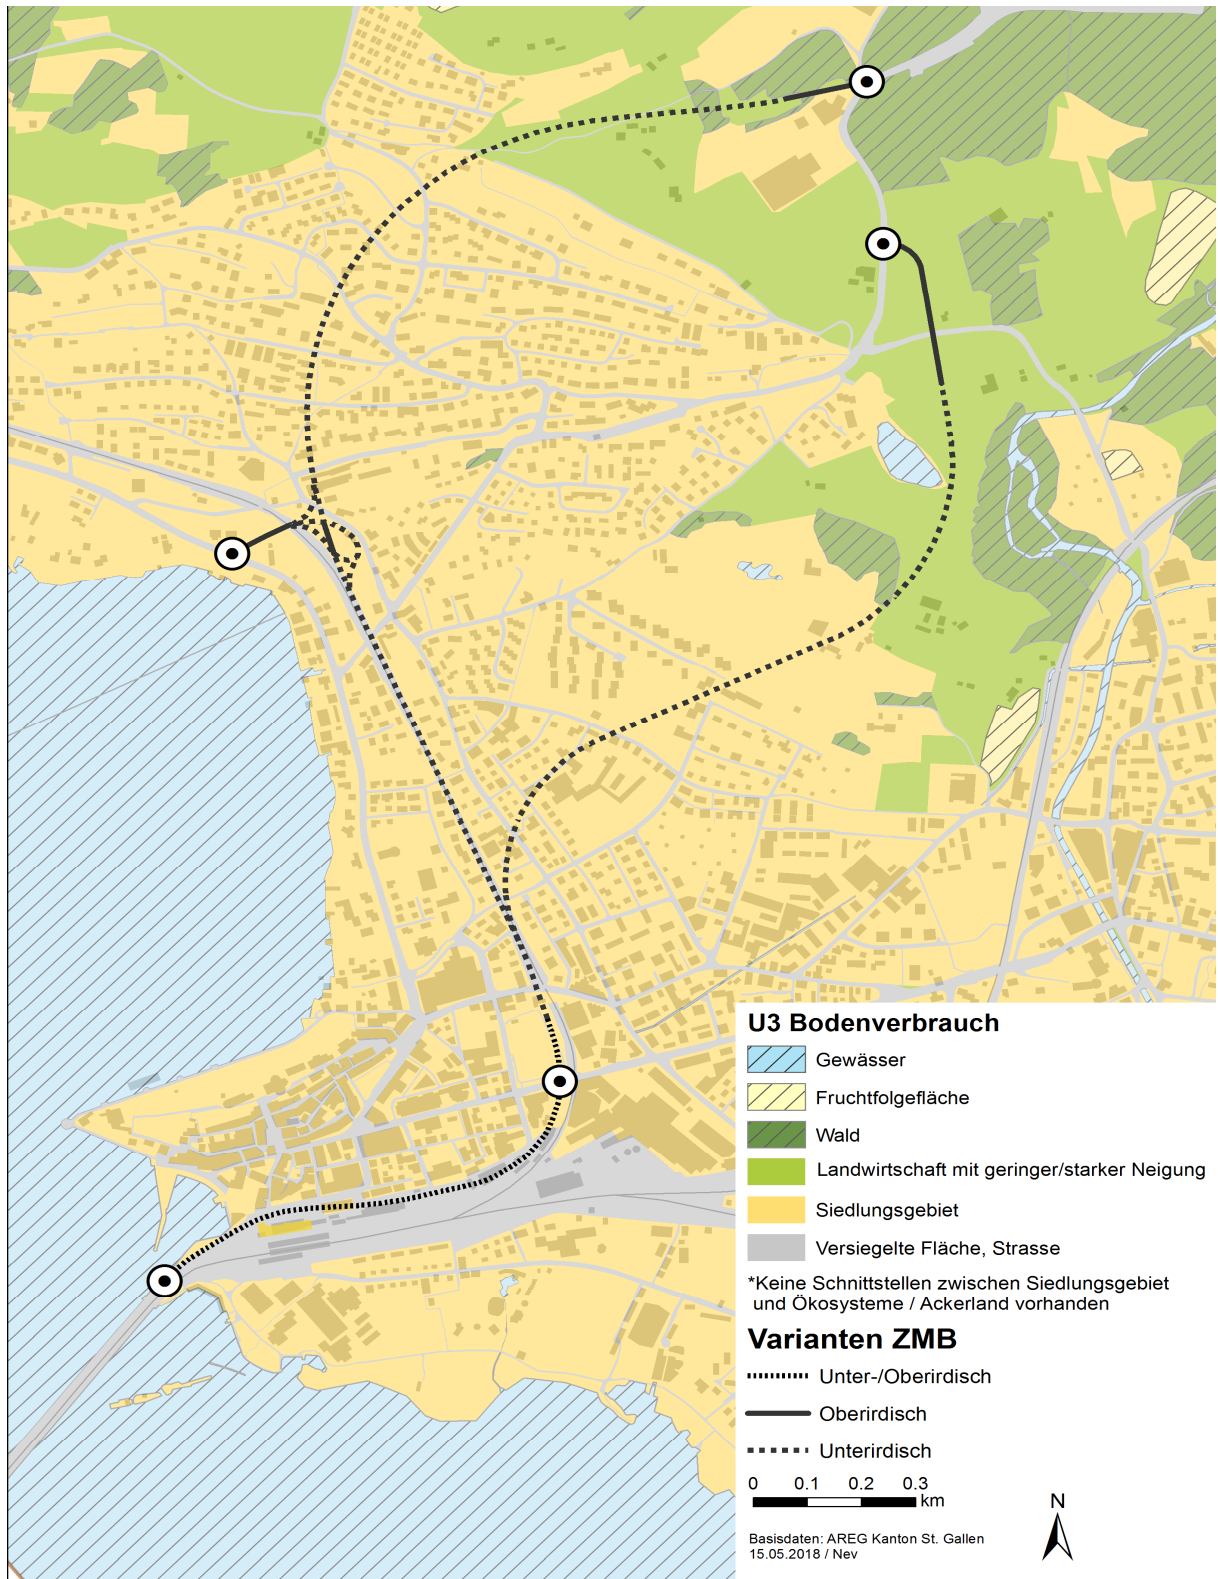 U3 Bodenverbrauch
Gewässer
Fruchtfolgefläche
Wald
Landwirtschaft mit geringer/starker Neigung
Siedlungsgebiet
Versiegelte Fläche, Strasse
*Keine Schnittstellen zwischen Siedlungsgebiet
und Ökosysteme / Ackerland vorhanden
Varianten ZMB
Unter-/Oberirdisch
Oberirdisch
Unterirdisch
0 0.1 0.2 0.3
km
N
Basisdaten: AREG Kanton St. Gallen
15.05.2018 / Nev